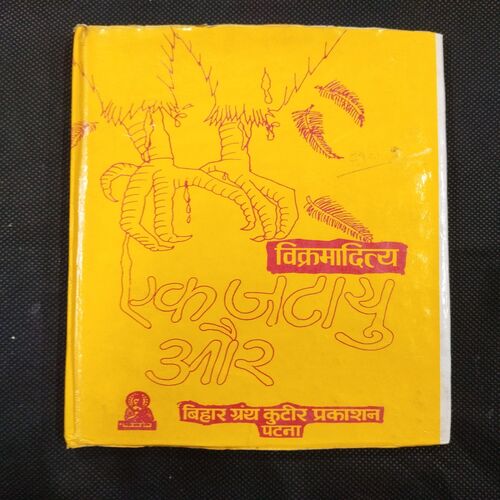 विक्रमादित्य
एक जटायु
और
बिहार ग्रंथ कुटीर प्रकाशन
पटना